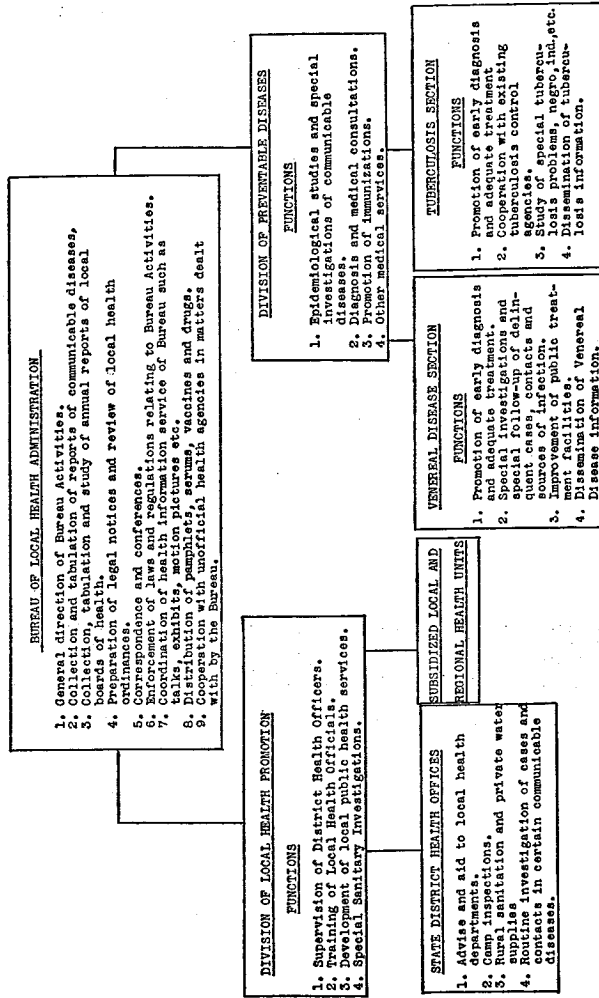 BUREAU OF LOCAL HEALTH ADMINISTRATION
1. General direction of Bureau Activities.
2. Collection and tabulation of reports of communicable diseases,
3. Collection, tabulation and study of annual reports of local
boards of health.
4. Preparation of legal notices and review of local health
ordinances.
5. Correspondence and conferences.
6. Enforcement of laws and regulations relating to Bureau Activities.
7. Coordination of health information service of Bureau such as
talks, exhibits, motion pictures etc.
8. Distribution of pamphlets, serums, vaccines and drugs.
9. Cooperation with unofficial health agencies in matters dealt
with by the Bureau.
DIVISION OF LOCAL HEALTH PROMOTION
FUNCTIONS
1. Supervision of District Health Officers.
2. Training of Local Health Officials.
3. Development of local public health services.
4. Special Sanitary Investigations.
DIVISION OF PREVENTABLE DISEASES
FUNCTIONS
1. Epidemiological studies and special
investigations of communicable
diseases.
2. Diagnosis and medical consultations.
3. Promotion of immunizations.
4. Other medical services.
STATE DISTRICT HEALTH OFFICES
1. Advise and aid to local health
departments.
2. Camp inspections.
3. Rural sanitation and private water
supplies
4. Routine investigation of cases and
contacts in certain communicable
diseases.
SUBSIDIZED LOCAL AND
REGIONAL HEALTH UNITS
VENEREAL DISEASE SECTION
FUNCTIONS
1. Promotion of early diagnosis
and adequate treatment.
2. Special investigations and
special follow-up of delin-
quent cases, contacts and
sources of infection.
3. Improvement of public treat-
ment facilities.
4. Dissemination of Venereal
Disease information.
TUBERCULOSIS SECTION
FUNCTIONS
1. Promotion of early diagnosis
and adequate treatment
2. Cooperation with existing
tuberculosis control
agencies.
3. Study of special tubercu-
losis problems, negro, ind., etc.
4. Dissemination of tubercu-
losis information.